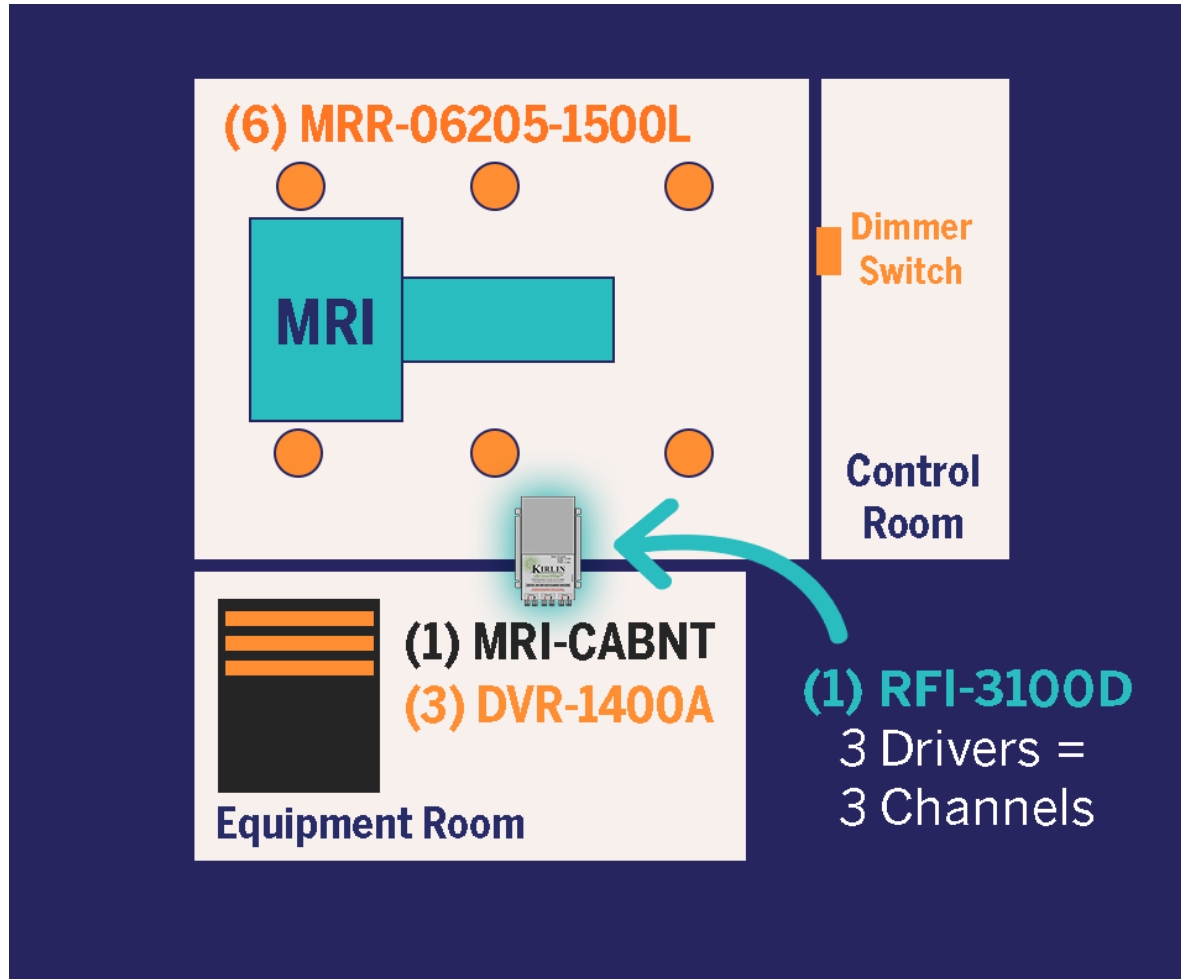 (6) MRR-06205-1500L
MRI
Dimmer
Switch
Control
Room
KIRLIN
(1) MRI-CABNT
(3) DVR-1400A
Equipment Room
(1) RFI-3100D
3 Drivers =
3 Channels